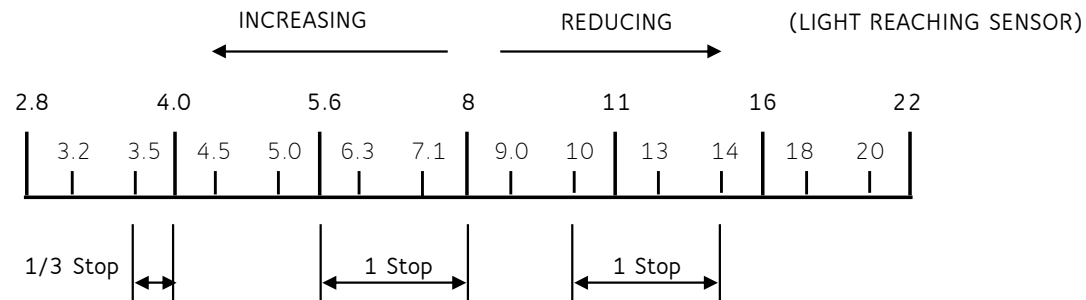 INCREASING REDUCING (LIGHT REACHING SENSOR)
2.8 4.0 5.6 8 11 16 22
3.2 3.5 4.5 5.0 6.3 7.1 9.0 10 13 14 18 20
1/3 Stop 1 Stop 1 Stop